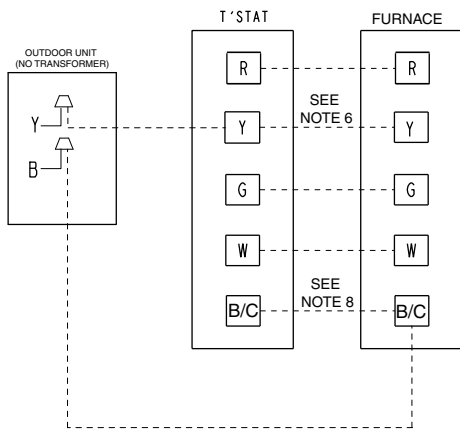 T'STAT
FURNACE
OUTDOOR UNIT
(NO TRANSFORMER)
R
R
SEE
NOTE 6
Y
Y
Y
B
G
G
W
W
SEE
NOTE 8
B/C
B/C